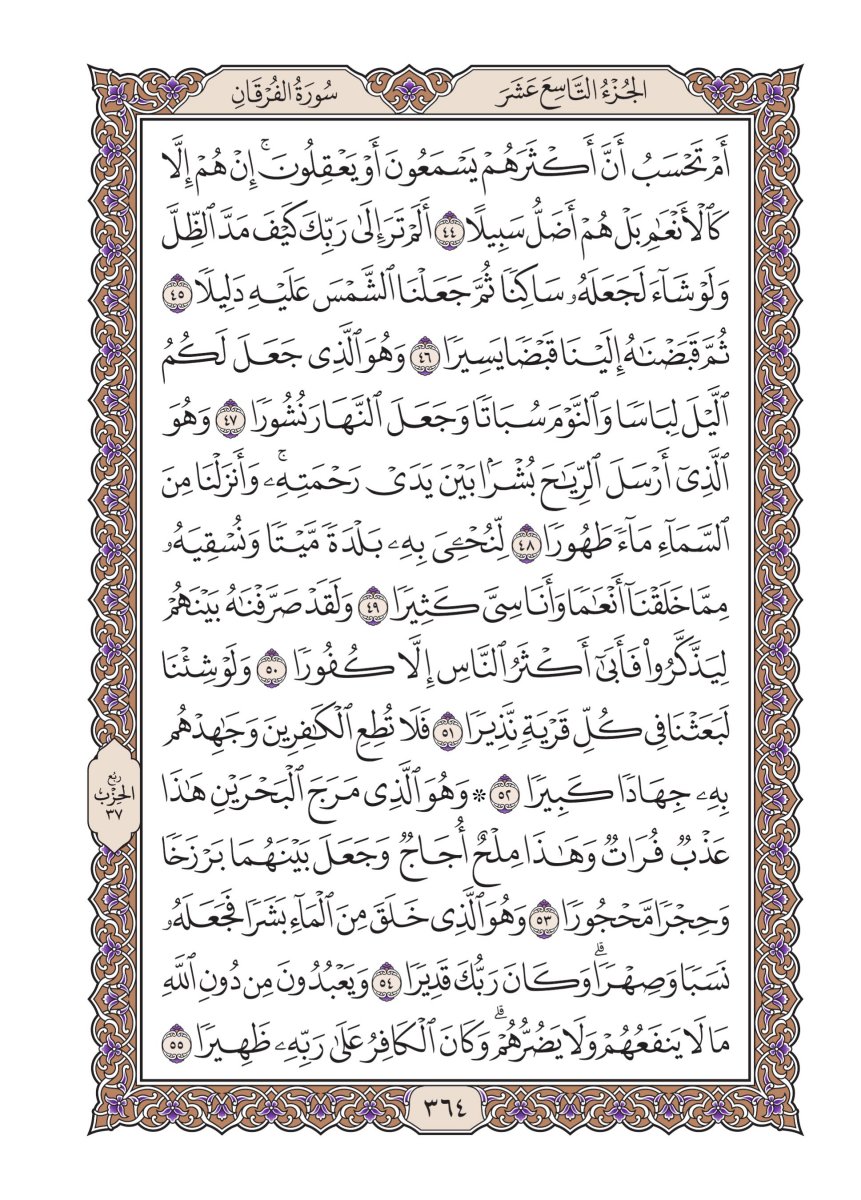 الجُزْءُ التَّاسِعَ عَشَرَ
سُورَةُ الفُرْقَانِ
أَمۡ تَحۡسَبُ أَنَّ أَكۡثَرَهُمۡ يَسۡمَعُونَ أَوۡ يَعۡقِلُونَۚ إِنۡ هُمۡ إِلَّا
كَٱلۡأَنۡعَٰمِ بَلۡ هُمۡ أَضَلُّ سَبِيلًا ٤٤ أَلَمۡ تَرَ إِلَىٰ رَبِّكَ كَيۡفَ مَدَّ ٱلظِّلَّ
وَلَوۡ شَآءَ لَجَعَلَهُۥ سَاكِنٗا ثُمَّ جَعَلۡنَا ٱلشَّمۡسَ عَلَيۡهِ دَلِيلٗا ٤٥
ثُمَّ قَبَضۡنَٰهُ إِلَيۡنَا قَبۡضٗا يَسِيرٗا ٤٦ وَهُوَ ٱلَّذِي جَعَلَ لَكُمُ
ٱلَّيۡلَ لِبَاسٗا وَٱلنَّوۡمَ سُبَاتٗا وَجَعَلَ ٱلنَّهَارَ نُشُورٗا ٤٧ وَهُوَ
ٱلَّذِيٓ أَرۡسَلَ ٱلرِّيَٰحَ بُشۡرَۢا بَيۡنَ يَدَيۡ رَحۡمَتِهِۦۚ وَأَنزَلۡنَا مِنَ
ٱلسَّمَآءِ مَآءٗ طَهُورٗا ٤٨ لِّنُحۡـِۧيَ بِهِۦ بَلۡدَةٗ مَّيۡتٗا وَنُسۡقِيَهُۥ
مِمَّا خَلَقۡنَآ أَنۡعَٰمٗا وَأَنَاسِيَّ كَثِيرٗا ٤٩ وَلَقَدۡ صَرَّفۡنَٰهُ بَيۡنَهُمۡ
لِيَذَّكَّرُواْ فَأَبَىٰٓ أَكۡثَرُ ٱلنَّاسِ إِلَّا كُفُورٗا ٥٠ وَلَوۡ شِئۡنَا
لَبَعَثۡنَا فِي كُلِّ قَرۡيَةٖ نَّذِيرٗا ٥١ فَلَا تُطِعِ ٱلۡكَٰفِرِينَ وَجَٰهِدۡهُم
بِهِۦ جِهَادٗا كَبِيرٗا ٥٢ ۞ وَهُوَ ٱلَّذِي مَرَجَ ٱلۡبَحۡرَيۡنِ هَٰذَا
عَذۡبٞ فُرَاتٞ وَهَٰذَا مِلۡحٌ أُجَاجٞ وَجَعَلَ بَيۡنَهُمَا بَرۡزَخٗا
وَحِجۡرٗا مَّحۡجُورٗا ٥٣ وَهُوَ ٱلَّذِي خَلَقَ مِنَ ٱلۡمَآءِ بَشَرٗا فَجَعَلَهُۥ
نَسَبٗا وَصِهۡرٗاۗ وَكَانَ رَبُّكَ قَدِيرٗا ٥٤ وَيَعۡبُدُونَ مِن دُونِ ٱللَّهِ
مَا لَا يَنفَعُهُمۡ وَلَا يَضُرُّهُمۡۗ وَكَانَ ٱلۡكَافِرُ عَلَىٰ رَبِّهِۦ ظَهِيرٗا ٥٥
رُبْع
الحِزْب
٣٧
٣٦٤